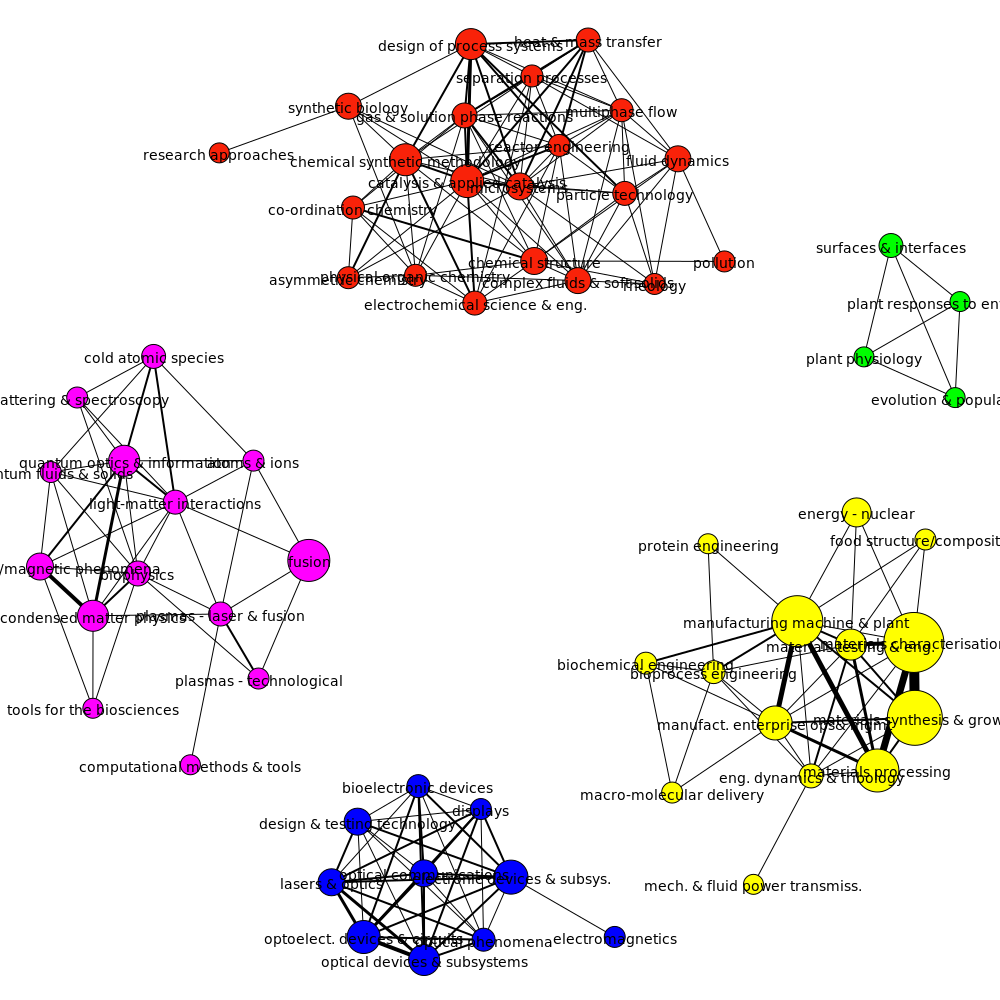 design of process systems
heat & mass transfer
separation processes
synthetic biology
gas & solution phase reactions
multiphase flow
reactor engineering
research approaches
chemical synthetic methodology
fluid dynamics
catalysis & applied catalysis
microsystems
particle technology
co-ordination chemistry
chemical structure
pollution
asymmetric chemistry
physical organic chemistry
complex fluids & soft solids
rheology
electrochemical science & eng.
surfaces & interfaces
plant responses to en
plant physiology
evolution & popula
cold atomic species
attering & spectroscopy
quantum optics & information
atoms & ions
ntum fluids & solids
light-matter interactions
fusion
/magnetic phenomena
biophysics
condensed matter physics
plasmas - laser & fusion
plasmas - technological
tools for the biosciences
computational methods & tools
energy - nuclear
food structure/composit
protein engineering
manufacturing machine & plant
materials testing & eng.
materials characterisation
biochemical engineering
bioprocess engineering
manufact. enterprise ops& mgmt
materials synthesis & grow
materials processing
eng. dynamics & tribology
macro-molecular delivery
mech. & fluid power transmiss.
bioelectronic devices
displays
design & testing technology
optical communications
lasers & optics
electronic devices & subsys.
optoelect. devices & circuits
optical phenomena
electromagnetics
optical devices & subsystems